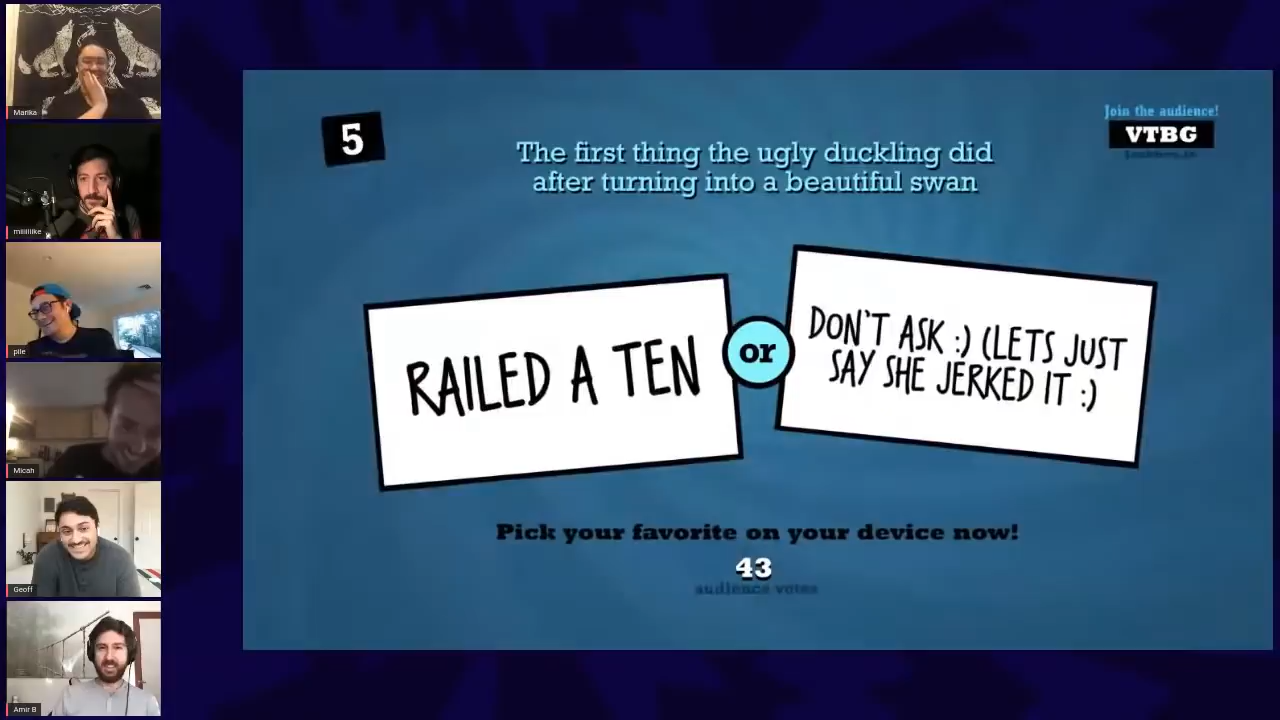 Marika
miiiiiike
pile
Micah
Geoff
Amir B
5
The first thing the ugly duckling did
after turning into a beautiful swan
Join the audience!
VTBG
RAILED A TEN
or
DON'T ASK :) (LETS JUST
SAY SHE JERKED IT :)
Pick your favorite on your device now!
43
audience votes